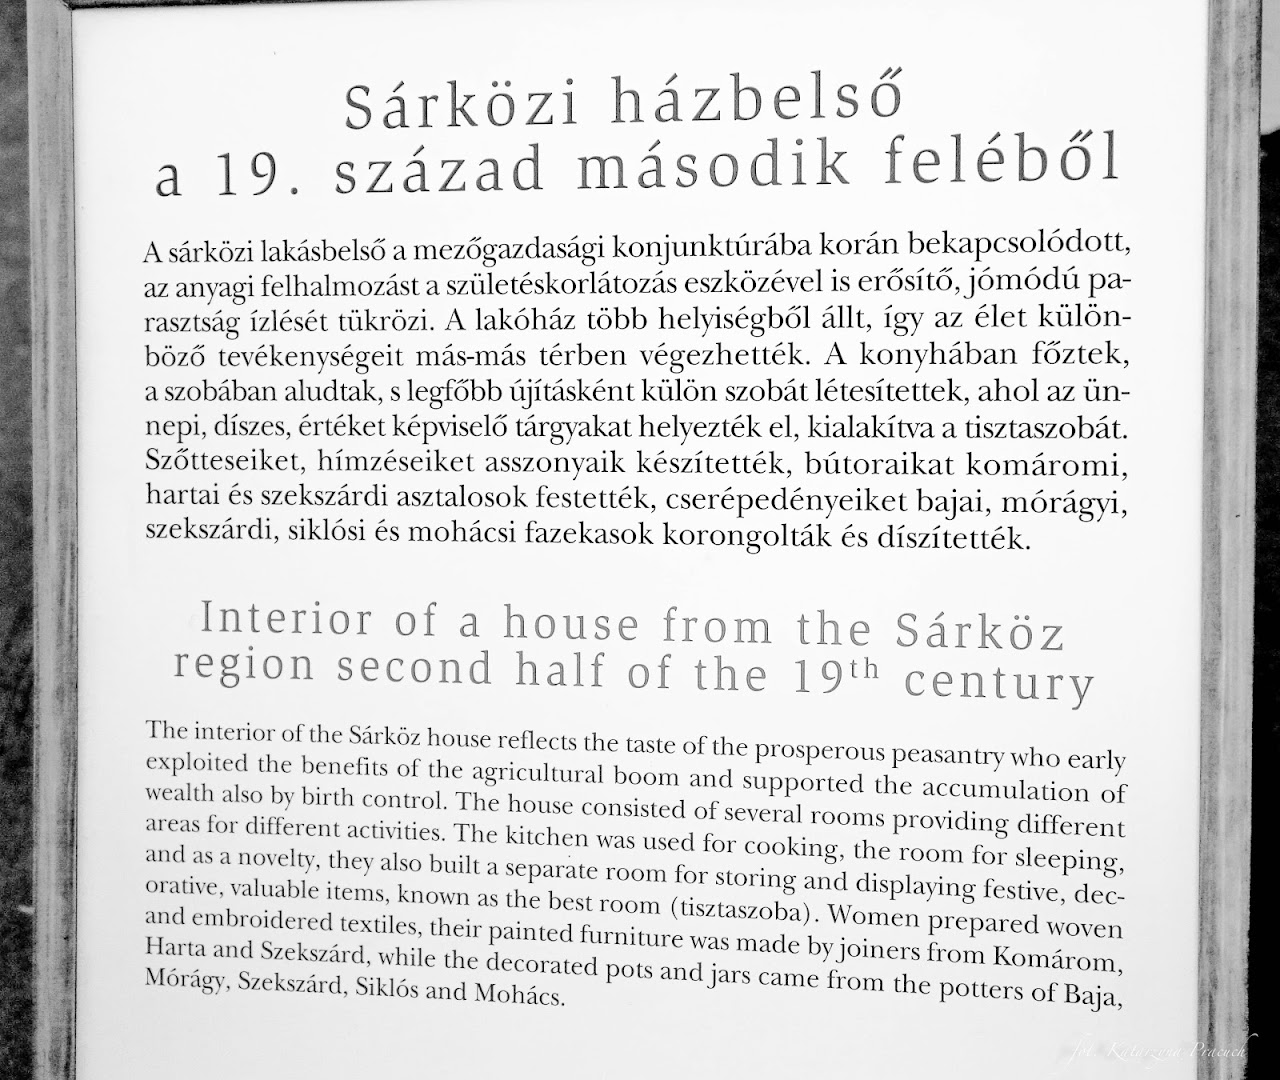 Sárközi házbelső
a 19. század második feléből
A sárközi lakásbelső a mezőgazdasági konjunktúrába korán bekapcsolódott,
az anyagi felhalmozást a születéskorlátozás eszközével is erősítő, jómódú pa-
rasztság ízlését tükrözi. A lakóház több helyiségből állt, így az élet külön-
böző tevékenységeit más-más térben végezhették. A konyhában főztek,
a szobában aludtak, s legfőbb újításként külön szobát létesítettek, ahol az ün-
nepi, díszes, értéket képviselő tárgyakat helyezték el, kialakítva a tisztaszobát.
Szőtteseiket, hímzéseiket asszonyaik készítették, bútoraikat komáromi,
hartai és szekszárdi asztalosok festették, cserépedényeiket bajai, mórágyi,
szekszárdi, siklósi és mohácsi fazekasok korongolták és díszítették.
Interior of a house from the Sárköz
region second half of the 19th century
The interior of the Sárköz house reflects the taste of the prosperous peasantry who early
exploited the benefits of the agricultural boom and supported the accumulation of
wealth also by birth control. The house consisted of several rooms providing different
areas for different activities. The kitchen was used for cooking, the room for sleeping,
and as a novelty, they also built a separate room for storing and displaying festive, dec-
orative, valuable items, known as the best room (tisztaszoba). Women prepared woven
and embroidered textiles, their painted furniture was made by joiners from Komárom,
Harta and Szekszárd, while the decorated pots and jars came from the potters of Baja,
Mórágy, Szekszárd, Siklós and Mohács.
fot. Katarzyna Pracuch